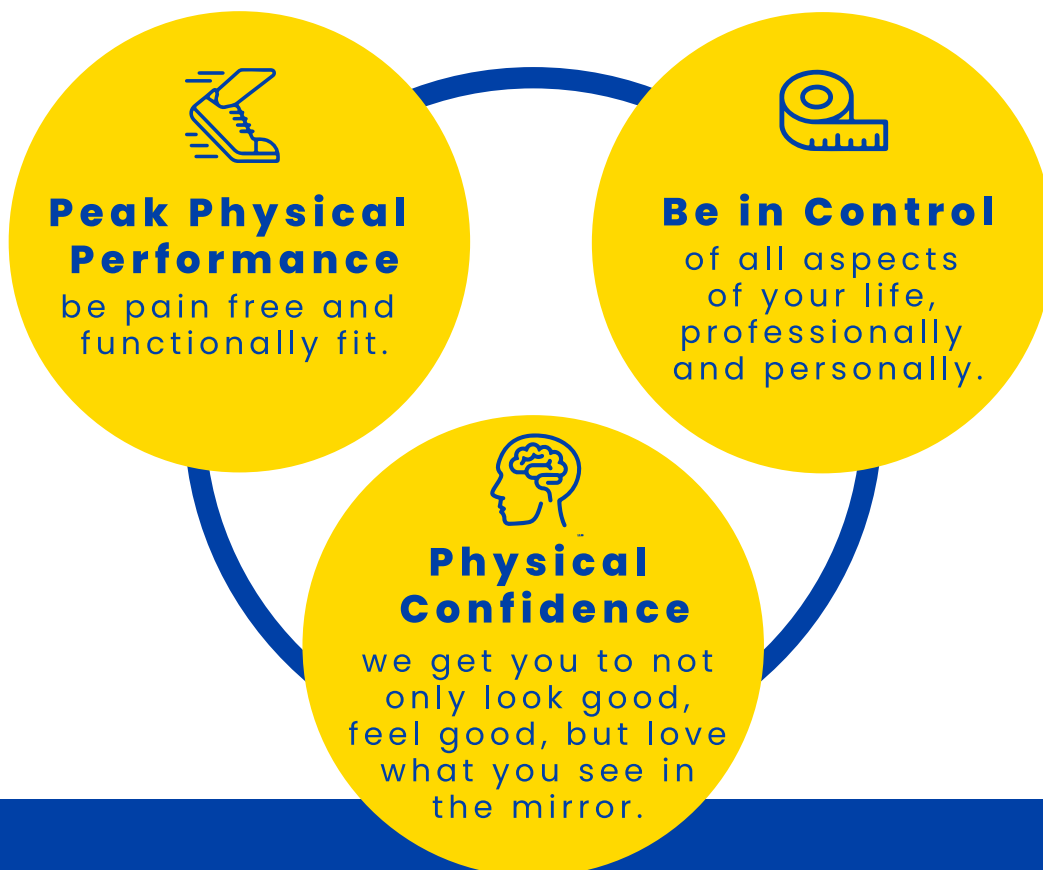 Peak Physical
Performance
be pain free and
functionally fit.
Be in Control
of all aspects
of your life,
professionally
and personally.
Physical
Confidence
we get you to not
only look good,
feel good, but love
what you see in
the mirror.